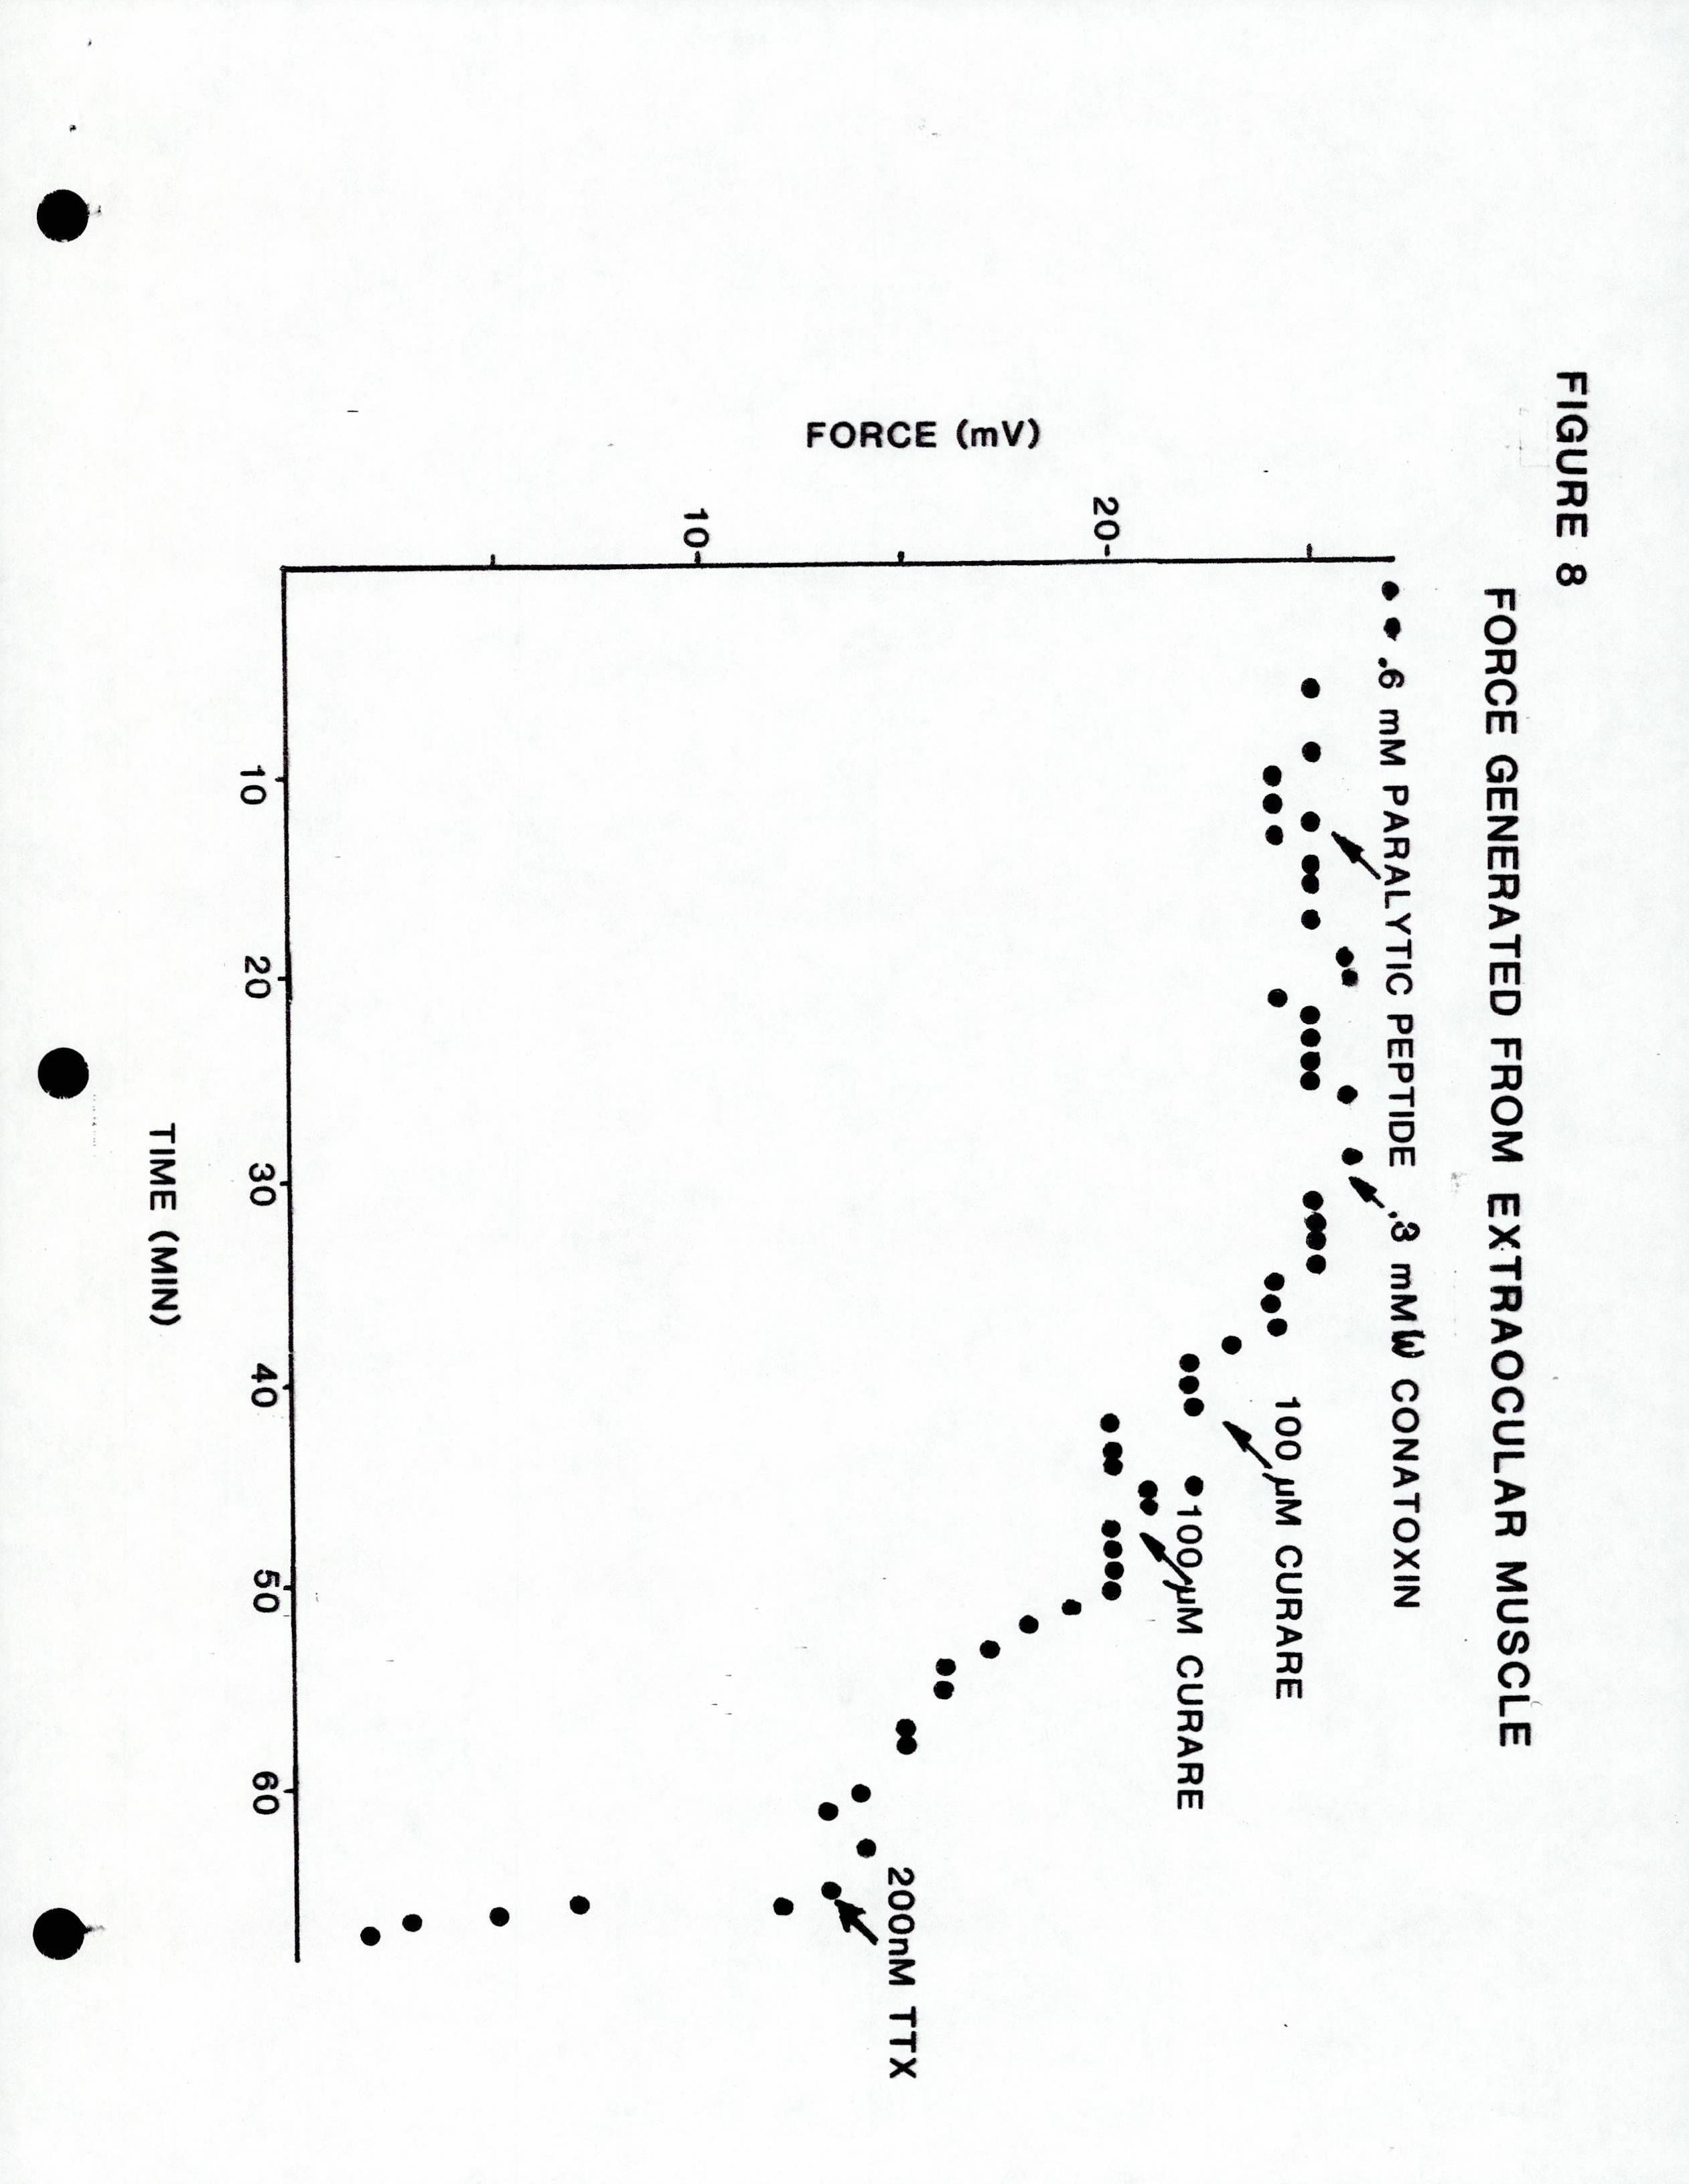 FIGURE 8
FORCE GENERATED FROM EXTRAOCULAR MUSCLE
.6 mM PARALYTIC PEPTIDE
.3 mMW CONATOXIN
100 µM CURARE
100 µM CURARE
200nM TTX
FORCE (mV)
20
10
10
20
30
40
50
60
TIME (MIN)